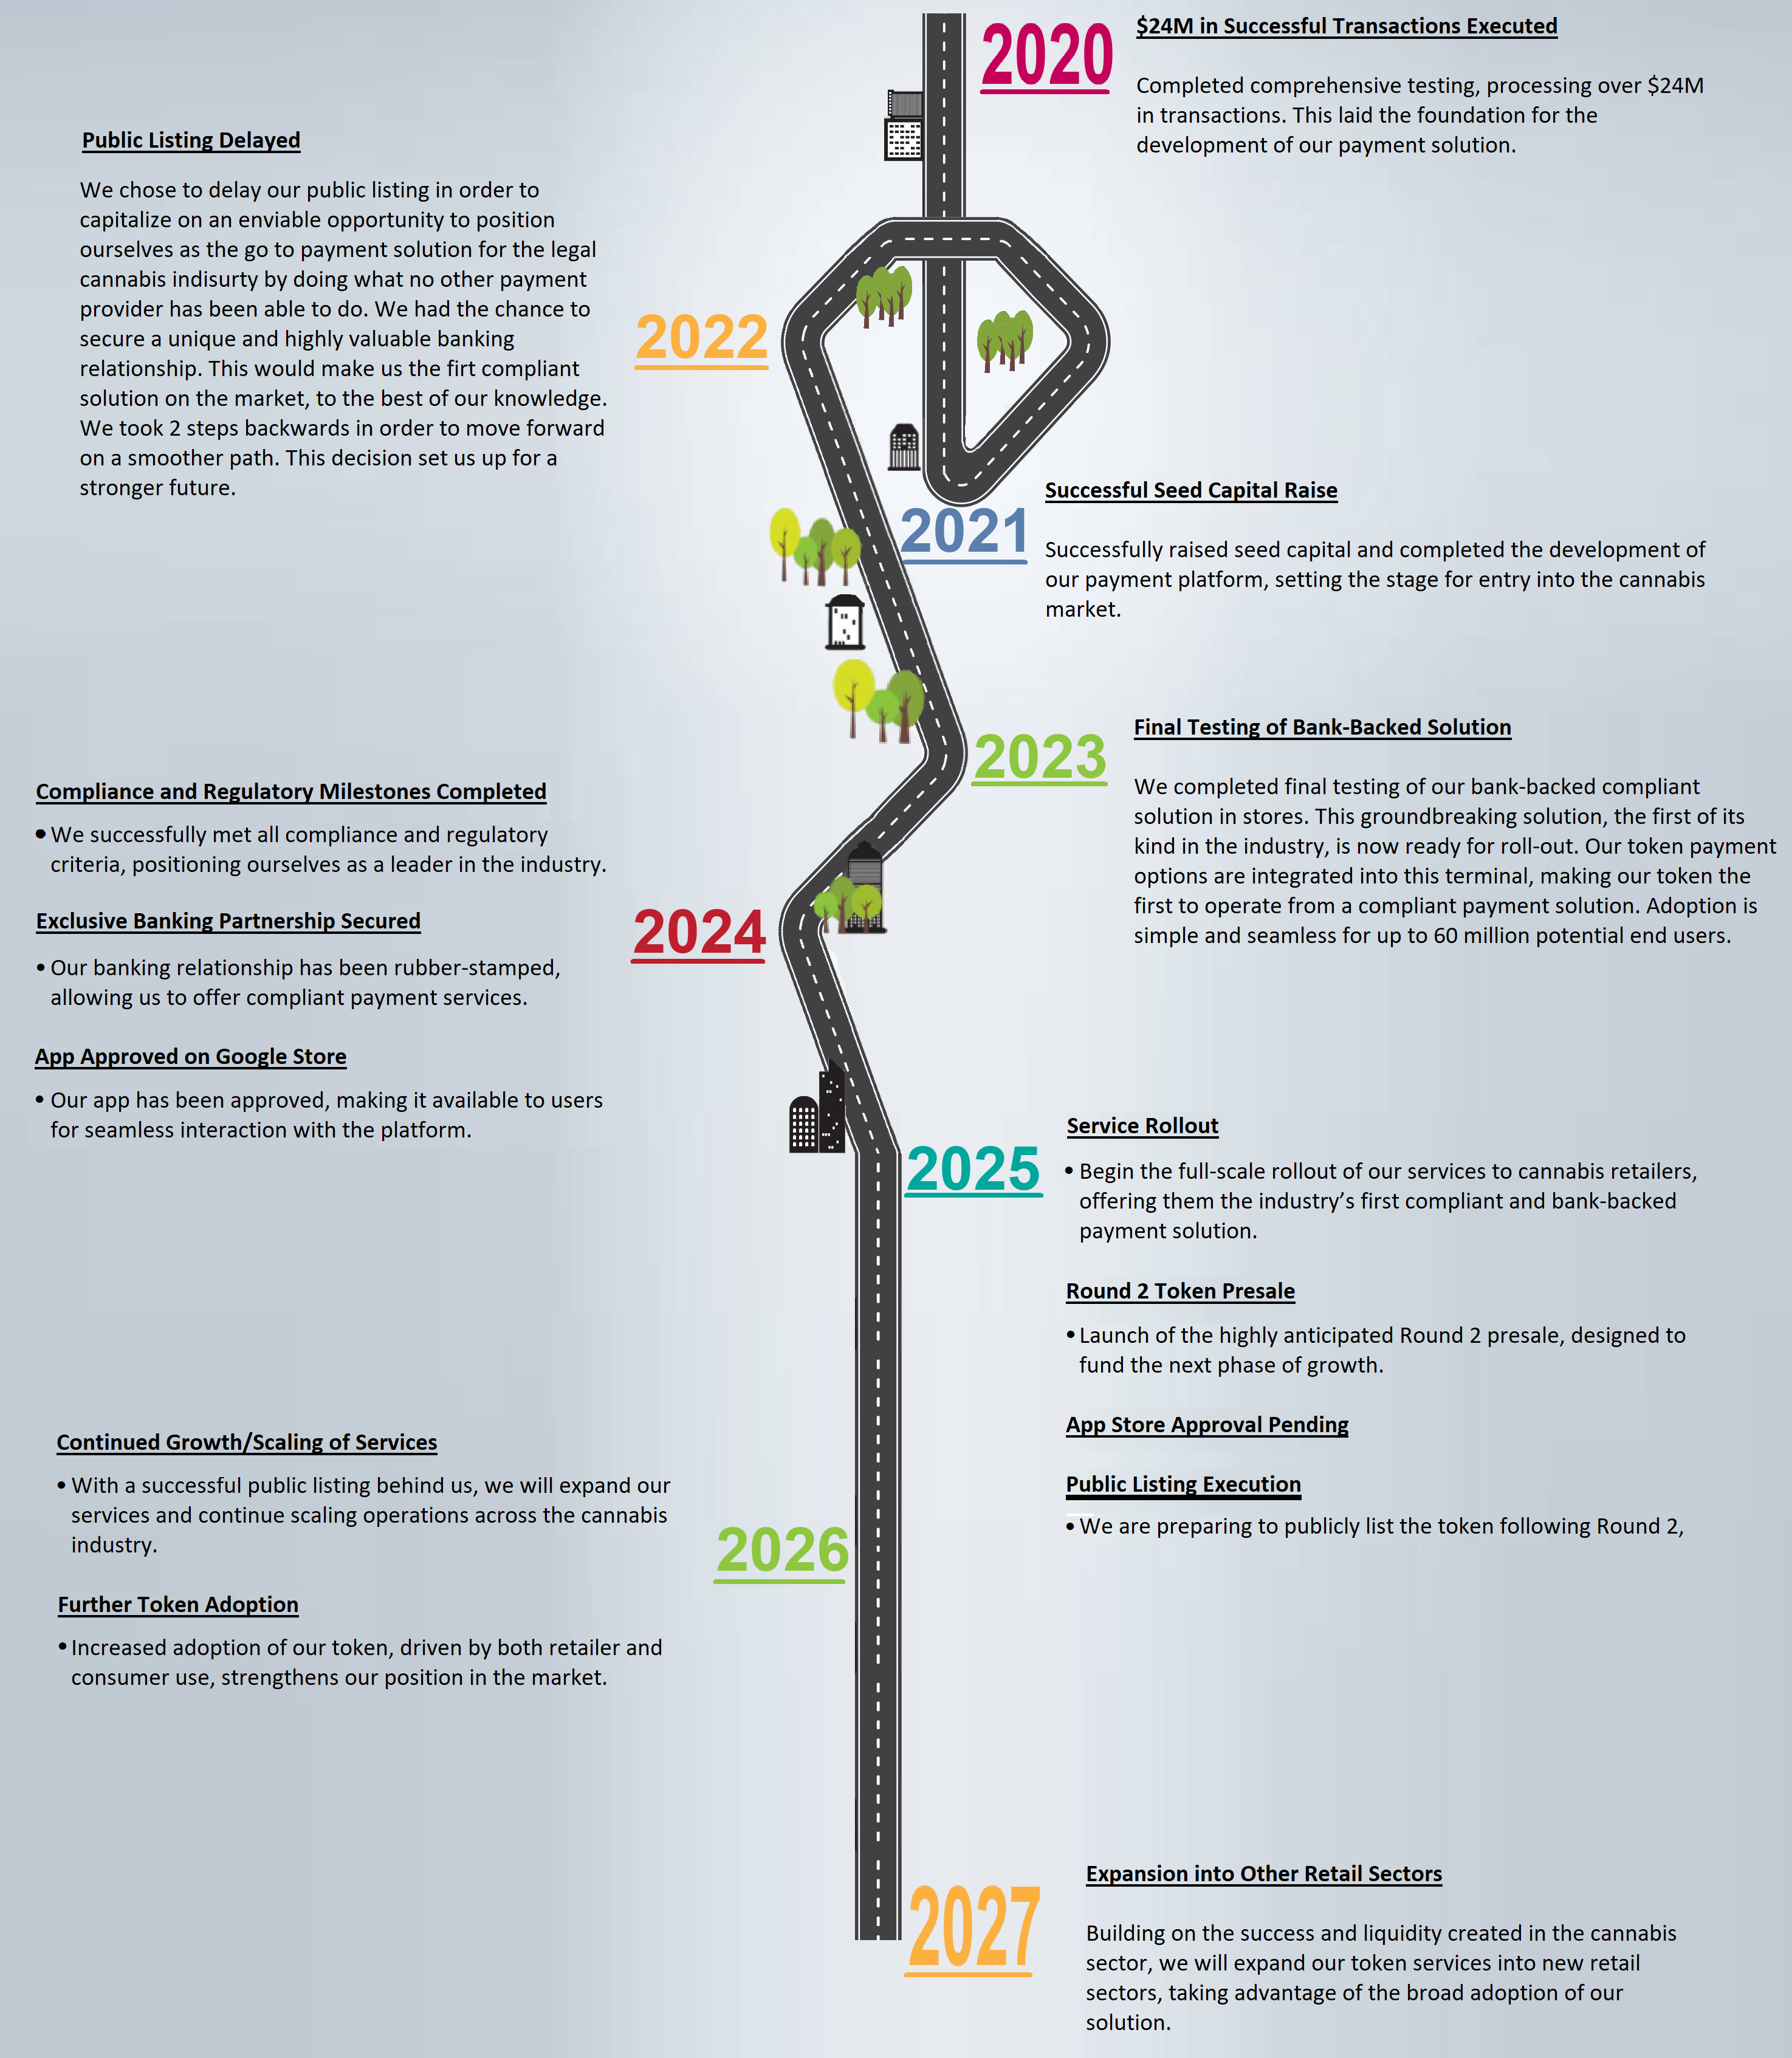 2020
$24M in Successful Transactions Executed
Completed comprehensive testing, processing over $24M
in transactions. This laid the foundation for the
development of our payment solution.
2021
Successful Seed Capital Raise
Successfully raised seed capital and completed the development of
our payment platform, setting the stage for entry into the cannabis
market.
2022
Public Listing Delayed
We chose to delay our public listing in order to
capitalize on an enviable opportunity to position
ourselves as the go to payment solution for the legal
cannabis indisurty by doing what no other payment
provider has been able to do. We had the chance to
secure a unique and highly valuable banking
relationship. This would make us the firt compliant
solution on the market, to the best of our knowledge.
We took 2 steps backwards in order to move forward
on a smoother path. This decision set us up for a
stronger future.
2023
Final Testing of Bank-Backed Solution
We completed final testing of our bank-backed compliant
solution in stores. This groundbreaking solution, the first of its
kind in the industry, is now ready for roll-out. Our token payment
options are integrated into this terminal, making our token the
first to operate from a compliant payment solution. Adoption is
simple and seamless for up to 60 million potential end users.
2024
Compliance and Regulatory Milestones Completed
• We successfully met all compliance and regulatory
criteria, positioning ourselves as a leader in the industry.
Exclusive Banking Partnership Secured
• Our banking relationship has been rubber-stamped,
allowing us to offer compliant payment services.
App Approved on Google Store
• Our app has been approved, making it available to users
for seamless interaction with the platform.
2025
Service Rollout
• Begin the full-scale rollout of our services to cannabis retailers,
offering them the industry’s first compliant and bank-backed
payment solution.
Round 2 Token Presale
• Launch of the highly anticipated Round 2 presale, designed to
fund the next phase of growth.
App Store Approval Pending
Public Listing Execution
• We are preparing to publicly list the token following Round 2,
2026
Continued Growth/Scaling of Services
• With a successful public listing behind us, we will expand our
services and continue scaling operations across the cannabis
industry.
Further Token Adoption
• Increased adoption of our token, driven by both retailer and
consumer use, strengthens our position in the market.
2027
Expansion into Other Retail Sectors
Building on the success and liquidity created in the cannabis
sector, we will expand our token services into new retail
sectors, taking advantage of the broad adoption of our
solution.